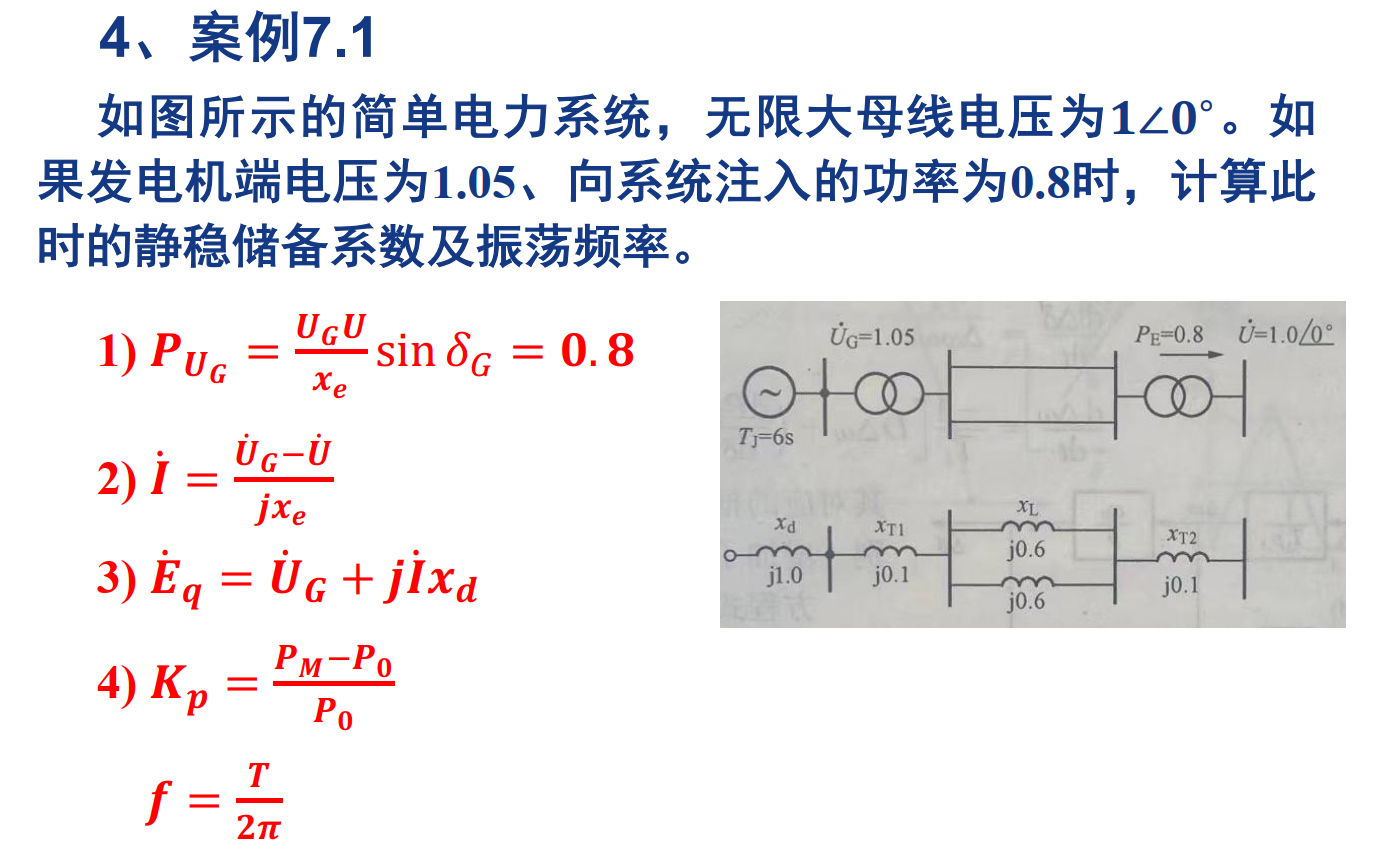 4、案例7.1
如图所示的简单电力系统，无限大母线电压为1∠0°。如
果发电机端电压为1.05、向系统注入的功率为0.8时，计算此
时的静稳储备系数及振荡频率。
1) P_{U_G} = \frac{U_G U}{x_e} sin δ_G = 0.8
2) \dot{I} = \frac{\dot{U}_G − \dot{U}}{jx_e}
3) \dot{E}_q = \dot{U}_G + j\dot{I}x_d
4) K_p = \frac{P_M − P_0}{P_0}
f = \frac{T}{2π}
\dot{U}_G=1.05 P_E=0.8 \dot{U}=1.0∠0°
~
T_J=6s
x_d x_{T1} x_L x_{T2}
j1.0 j0.1 j0.6 j0.1
j0.6